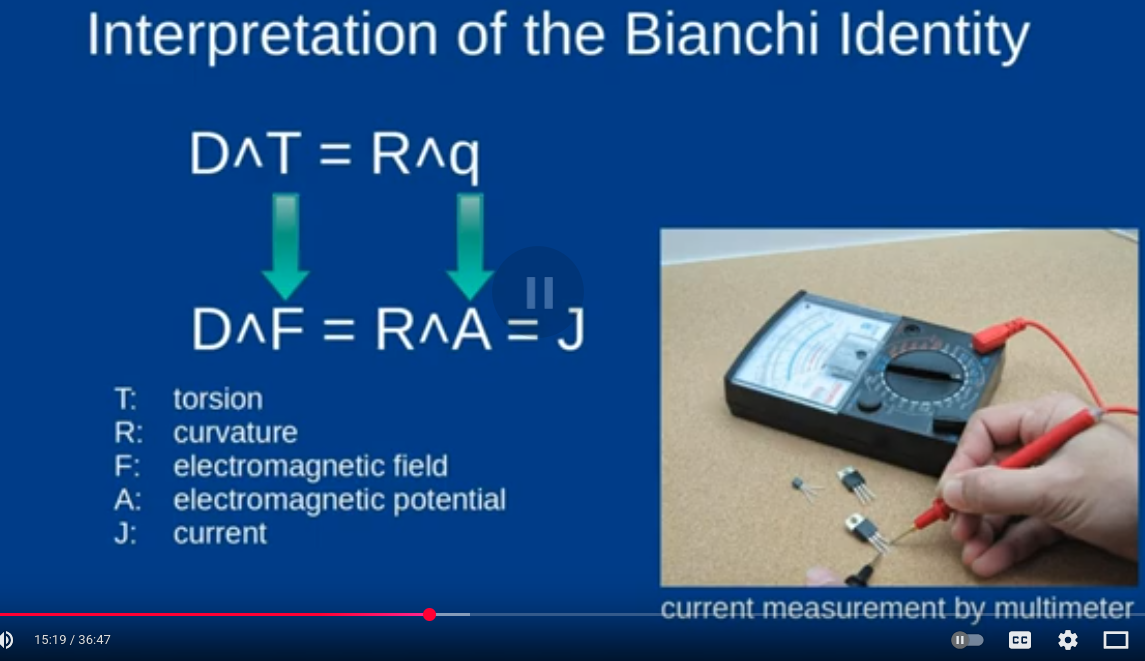 Interpretation of the Bianchi Identity
D∧T = R∧q
D∧F = R∧A = J
T: torsion
R: curvature
F: electromagnetic field
A: electromagnetic potential
J: current
current measurement by multimeter
15:19 / 36:47
CC